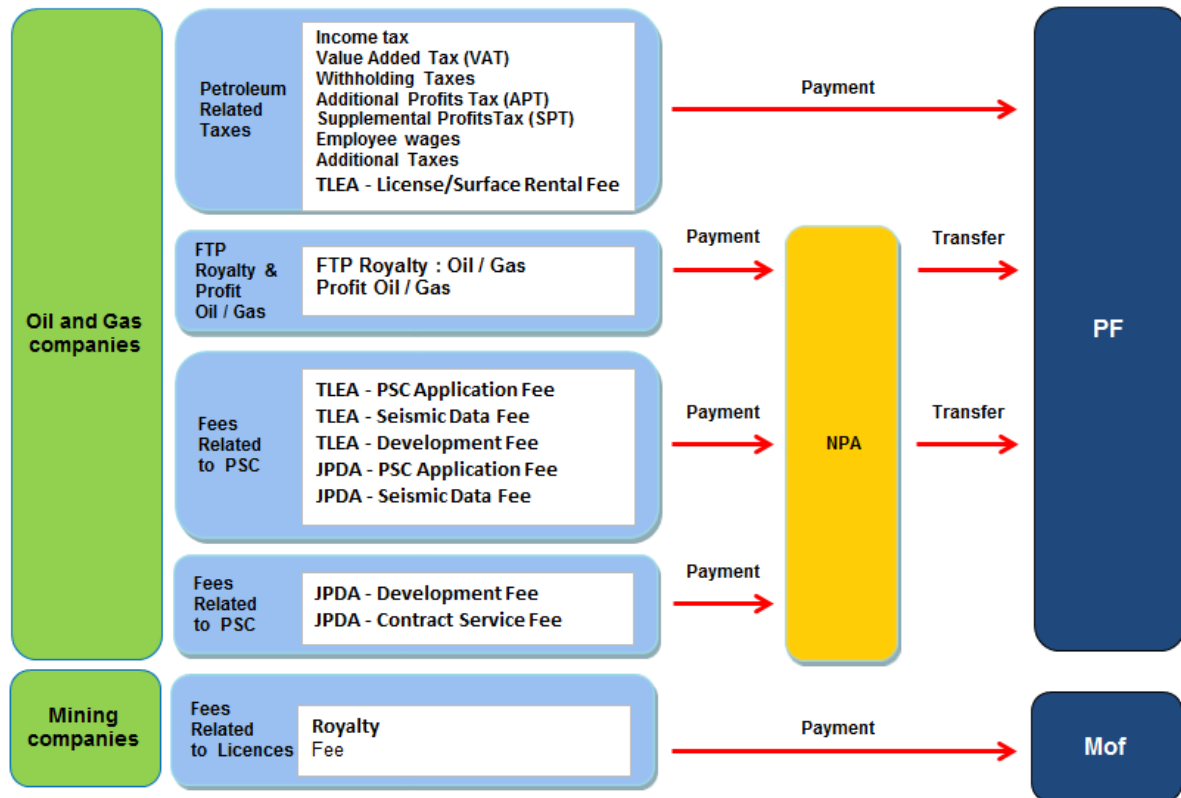 Oil and Gas
companies
Petroleum
Related
Taxes
Income tax
Value Added Tax (VAT)
Withholding Taxes
Additional Profits Tax (APT)
Supplemental ProfitsTax (SPT)
Employee wages
Additional Taxes
TLEA - License/Surface Rental Fee
Payment
PF
FTP
Royalty &
Profit
Oil / Gas
FTP Royalty : Oil / Gas
Profit Oil / Gas
Payment
Transfer
Fees
Related
to PSC
TLEA - PSC Application Fee
TLEA - Seismic Data Fee
TLEA - Development Fee
JPDA - PSC Application Fee
JPDA - Seismic Data Fee
Payment
NPA
Transfer
Fees
Related
to PSC
JPDA - Development Fee
JPDA - Contract Service Fee
Payment
Mining
companies
Fees
Related
to Licences
Royalty
Fee
Payment
Mof